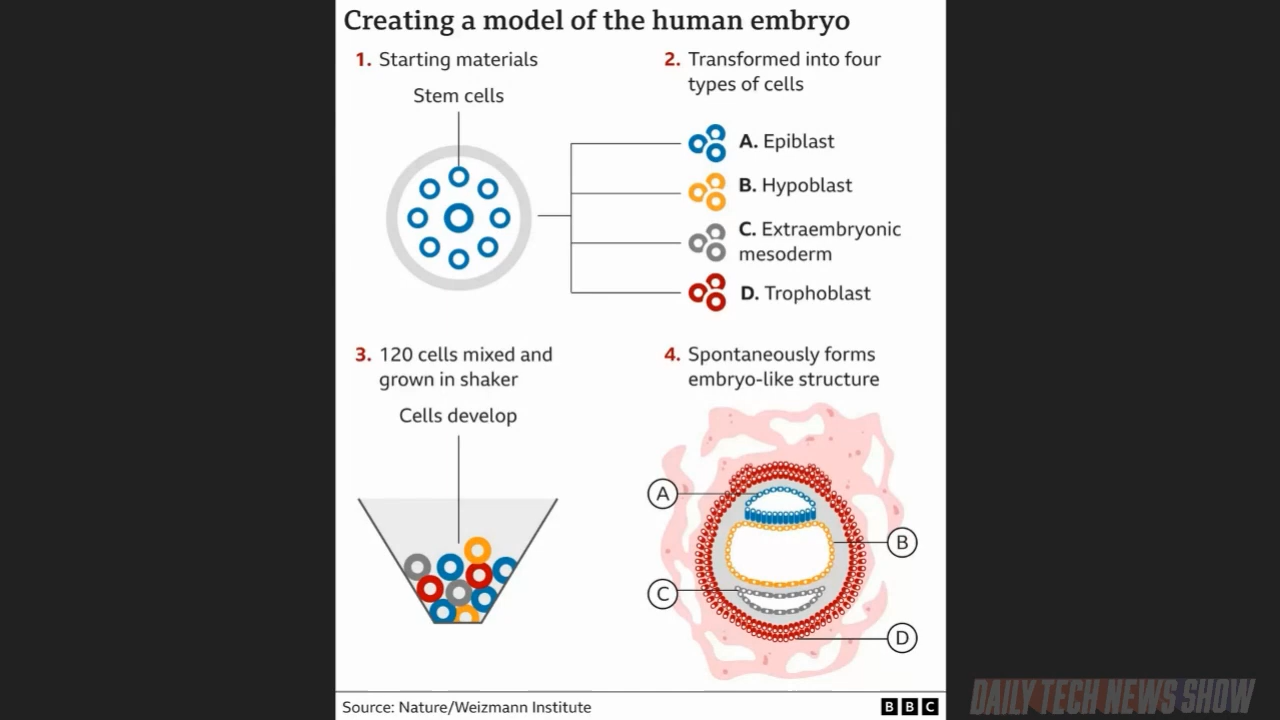 Creating a model of the human embryo
1. Starting materials
Stem cells
2. Transformed into four
types of cells
A. Epiblast
B. Hypoblast
C. Extraembryonic
mesoderm
D. Trophoblast
3. 120 cells mixed and
grown in shaker
Cells develop
4. Spontaneously forms
embryo-like structure
A
B
C
D
Source: Nature/Weizmann Institute
BBC
DAILY TECH NEWS SHOW